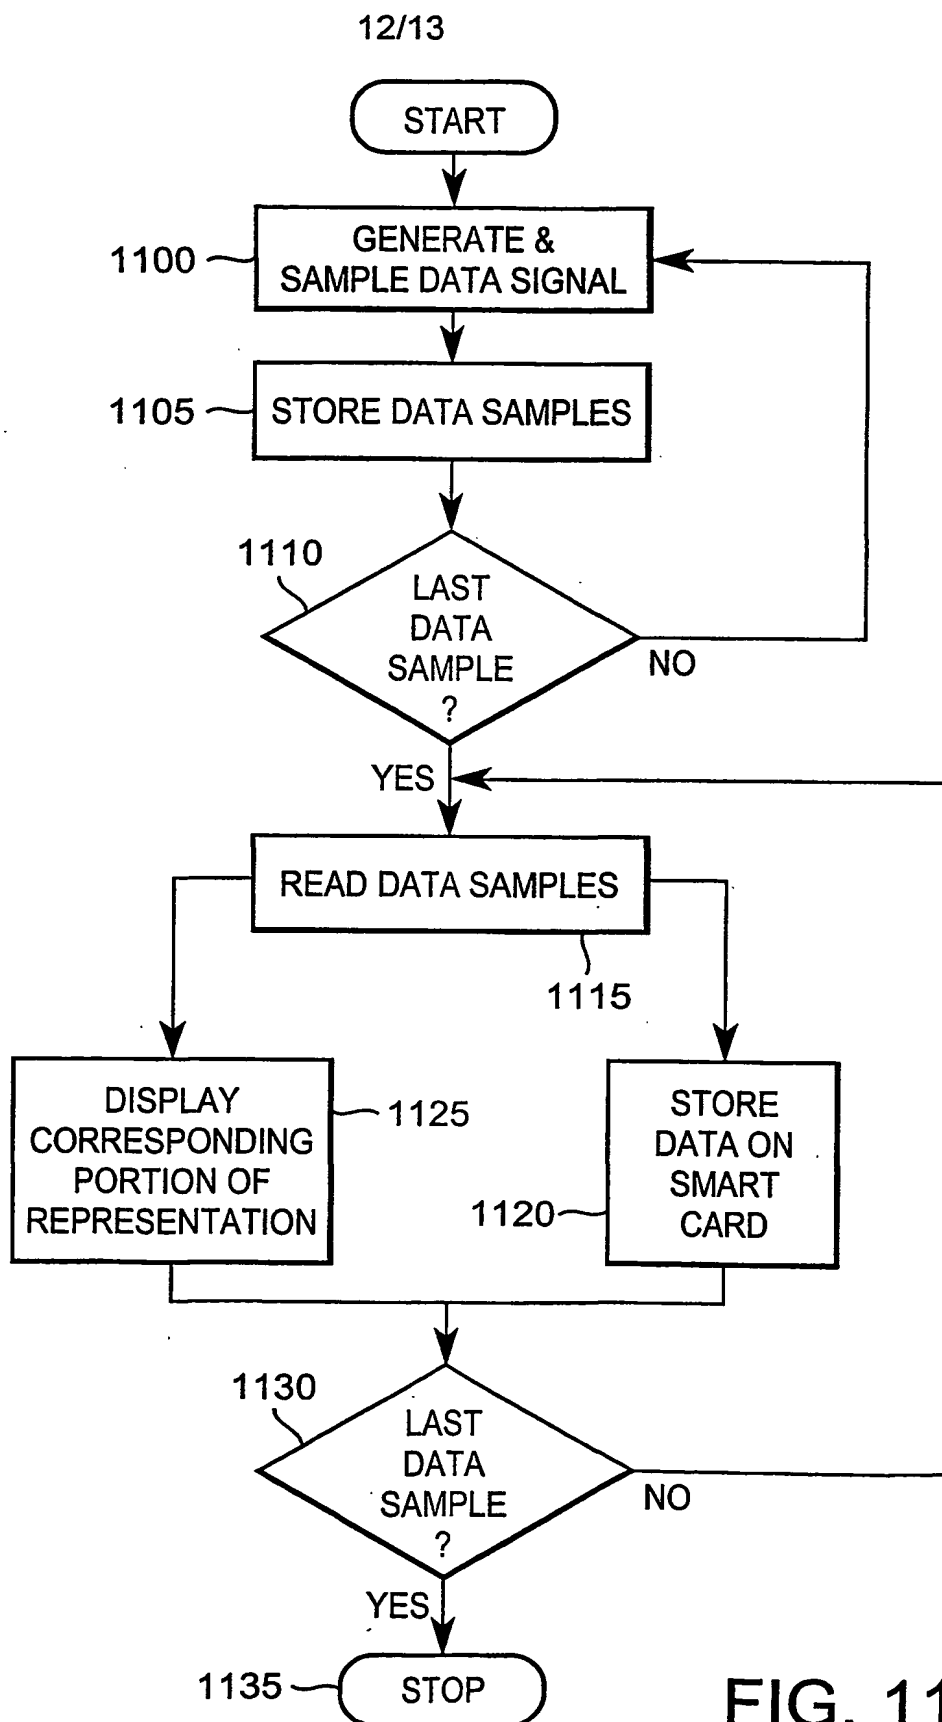 12/13
START
1100
GENERATE &
SAMPLE DATA SIGNAL
1105
STORE DATA SAMPLES
1110
LAST
DATA
SAMPLE
?
NO
YES
READ DATA SAMPLES
1115
DISPLAY
CORRESPONDING
PORTION OF
REPRESENTATION
1125
STORE
DATA ON
SMART
CARD
1120
1130
LAST
DATA
SAMPLE
?
NO
YES
1135
STOP
FIG. 11